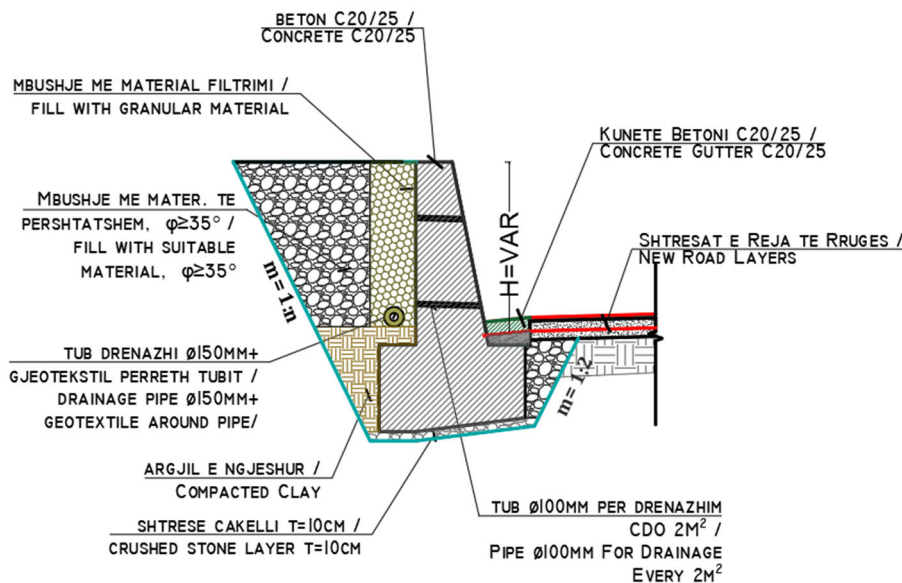 BETON C20/25 /
CONCRETE C20/25
MBUSHJE ME MATERIAL FILTRIMI /
FILL WITH GRANULAR MATERIAL
KUNETE BETONI C20/25 /
CONCRETE GUTTER C20/25
MBUSHJE ME MATER. TE
PERSHTATSHEM, φ≥35° /
FILL WITH SUITABLE
MATERIAL, φ≥35°
m= 1:n
H=VAR
SHTRESAT E REJA TE RRUGES /
NEW ROAD LAYERS
m= 1:2
TUB DRENAZHI Ø150MM+
GJEOTEKSTIL PERRETH TUBIT /
DRAINAGE PIPE Ø150MM+
GEOTEXTILE AROUND PIPE/
ARGJIL E NGJESHUR /
COMPACTED CLAY
SHTRESE CAKELLI T=10CM /
CRUSHED STONE LAYER T=10CM
TUB Ø100MM PER DRENAZHIM
CDO 2M² /
PIPE Ø100MM FOR DRAINAGE
EVERY 2M²